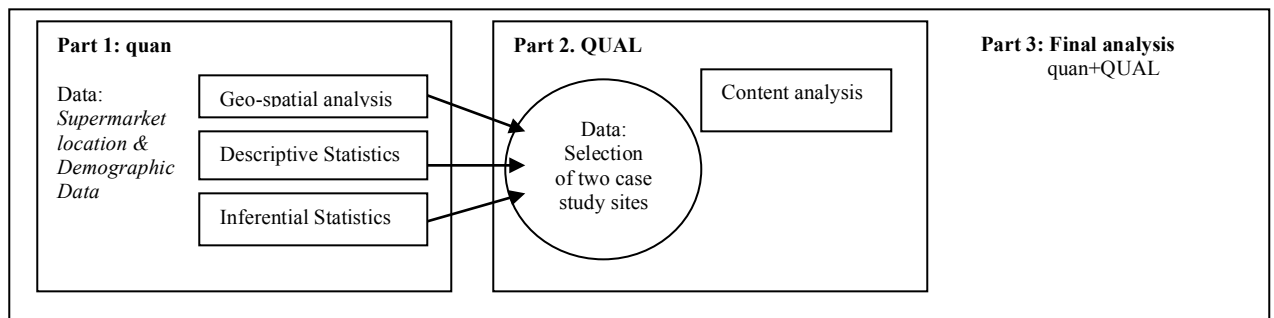 Part 1: quan
Data:
Supermarket
location &
Demographic
Data
Geo-spatial analysis
Descriptive Statistics
Inferential Statistics
Part 2. QUAL
Data:
Selection
of two case
study sites
Content analysis
Part 3: Final analysis
quan+QUAL